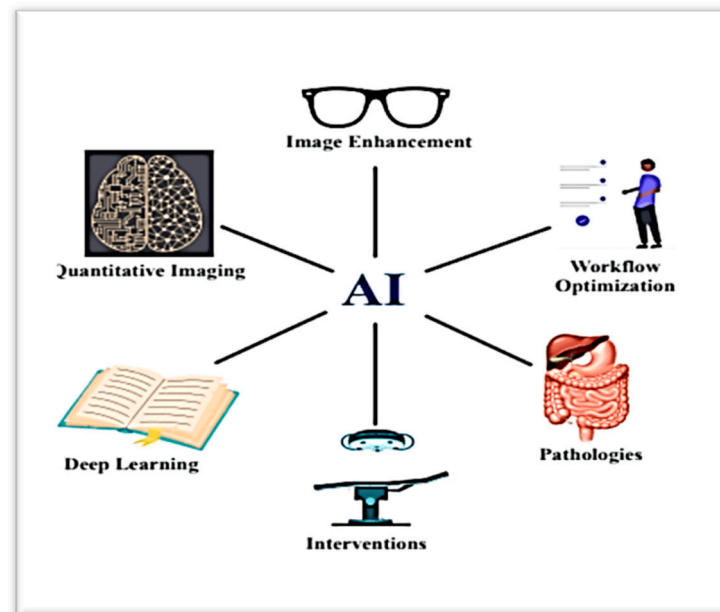 Image Enhancement
Quantitative Imaging
Workflow
Optimization
AI
Deep Learning
Pathologies
Interventions